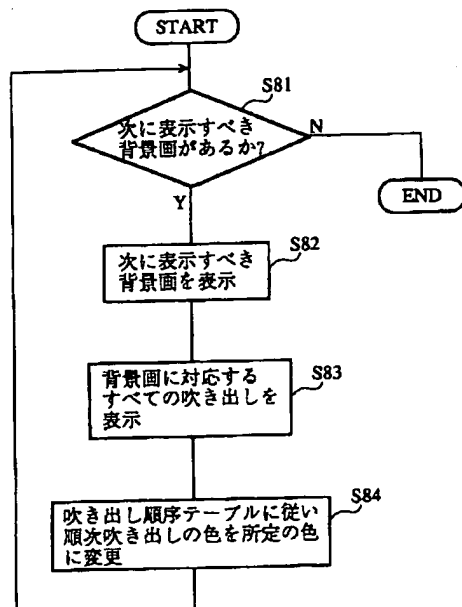 START
S81
次に表示すべき
背景画があるか?
N
Y
END
S82
次に表示すべき
背景画を表示
S83
背景画に対応する
すべての吹き出しを
表示
S84
吹き出し順序テーブルに従い
順次吹き出しの色を所定の色
に変更